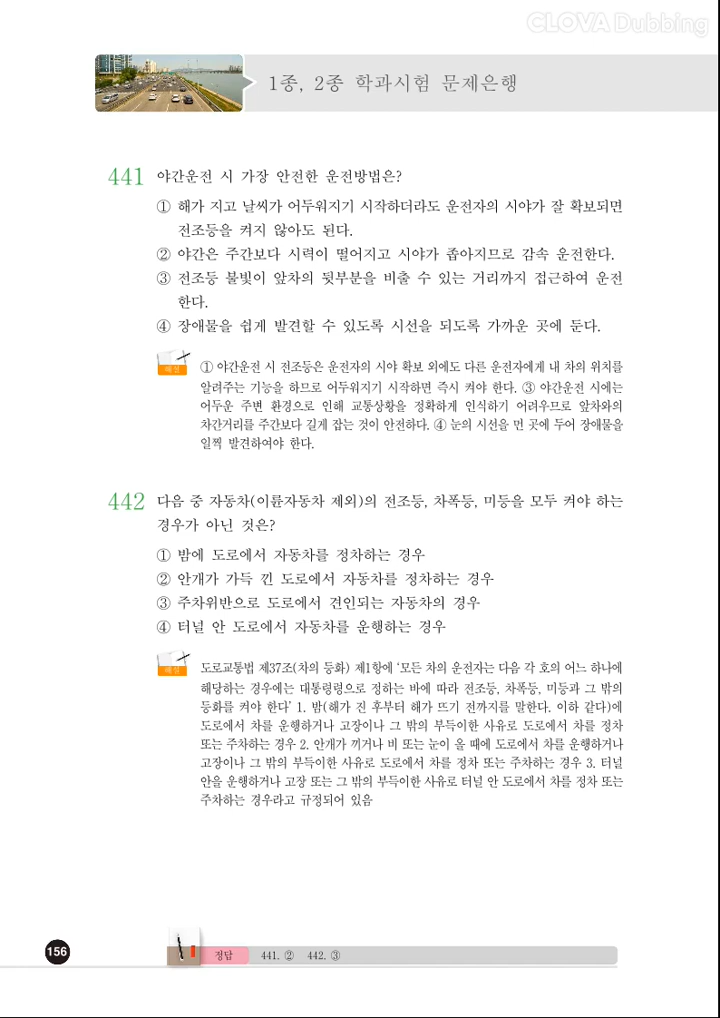 CLOVA Dubbing
1종, 2종 학과시험 문제은행
441 야간운전 시 가장 안전한 운전방법은?
① 해가 지고 날씨가 어두워지기 시작하더라도 운전자의 시야가 잘 확보되면
전조등을 켜지 않아도 된다.
② 야간은 주간보다 시력이 떨어지고 시야가 좁아지므로 감속 운전한다.
③ 전조등 불빛이 앞차의 뒷부분을 비출 수 있는 거리까지 접근하여 운전
한다.
④ 장애물을 쉽게 발견할 수 있도록 시선을 되도록 가까운 곳에 둔다.
해설 ① 야간운전 시 전조등은 운전자의 시야 확보 외에도 다른 운전자에게 내 차의 위치를
알려주는 기능을 하므로 어두워지기 시작하면 즉시 켜야 한다. ③ 야간운전 시에는
어두운 주변 환경으로 인해 교통상황을 정확하게 인식하기 어려우므로 앞차와의
차간거리를 주간보다 길게 잡는 것이 안전하다. ④ 눈의 시선을 먼 곳에 두어 장애물을
일찍 발견하여야 한다.
442 다음 중 자동차(이륜자동차 제외)의 전조등, 차폭등, 미등을 모두 켜야 하는
경우가 아닌 것은?
① 밤에 도로에서 자동차를 정차하는 경우
② 안개가 가득 낀 도로에서 자동차를 정차하는 경우
③ 주차위반으로 도로에서 견인되는 자동차의 경우
④ 터널 안 도로에서 자동차를 운행하는 경우
해설 도로교통법 제37조(차의 등화) 제1항에 ‘모든 차의 운전자는 다음 각 호의 어느 하나에
해당하는 경우에는 대통령령으로 정하는 바에 따라 전조등, 차폭등, 미등과 그 밖의
등화를 켜야 한다’ 1. 밤(해가 진 후부터 해가 뜨기 전까지를 말한다. 이하 같다)에
도로에서 차를 운행하거나 고장이나 그 밖의 부득이한 사유로 도로에서 차를 정차
또는 주차하는 경우 2. 안개가 끼거나 비 또는 눈이 올 때에 도로에서 차를 운행하거나
고장이나 그 밖의 부득이한 사유로 도로에서 차를 정차 또는 주차하는 경우 3. 터널
안을 운행하거나 고장 또는 그 밖의 부득이한 사유로 터널 안 도로에서 차를 정차 또는
주차하는 경우라고 규정되어 있음
156 정답 441. ② 442. ③